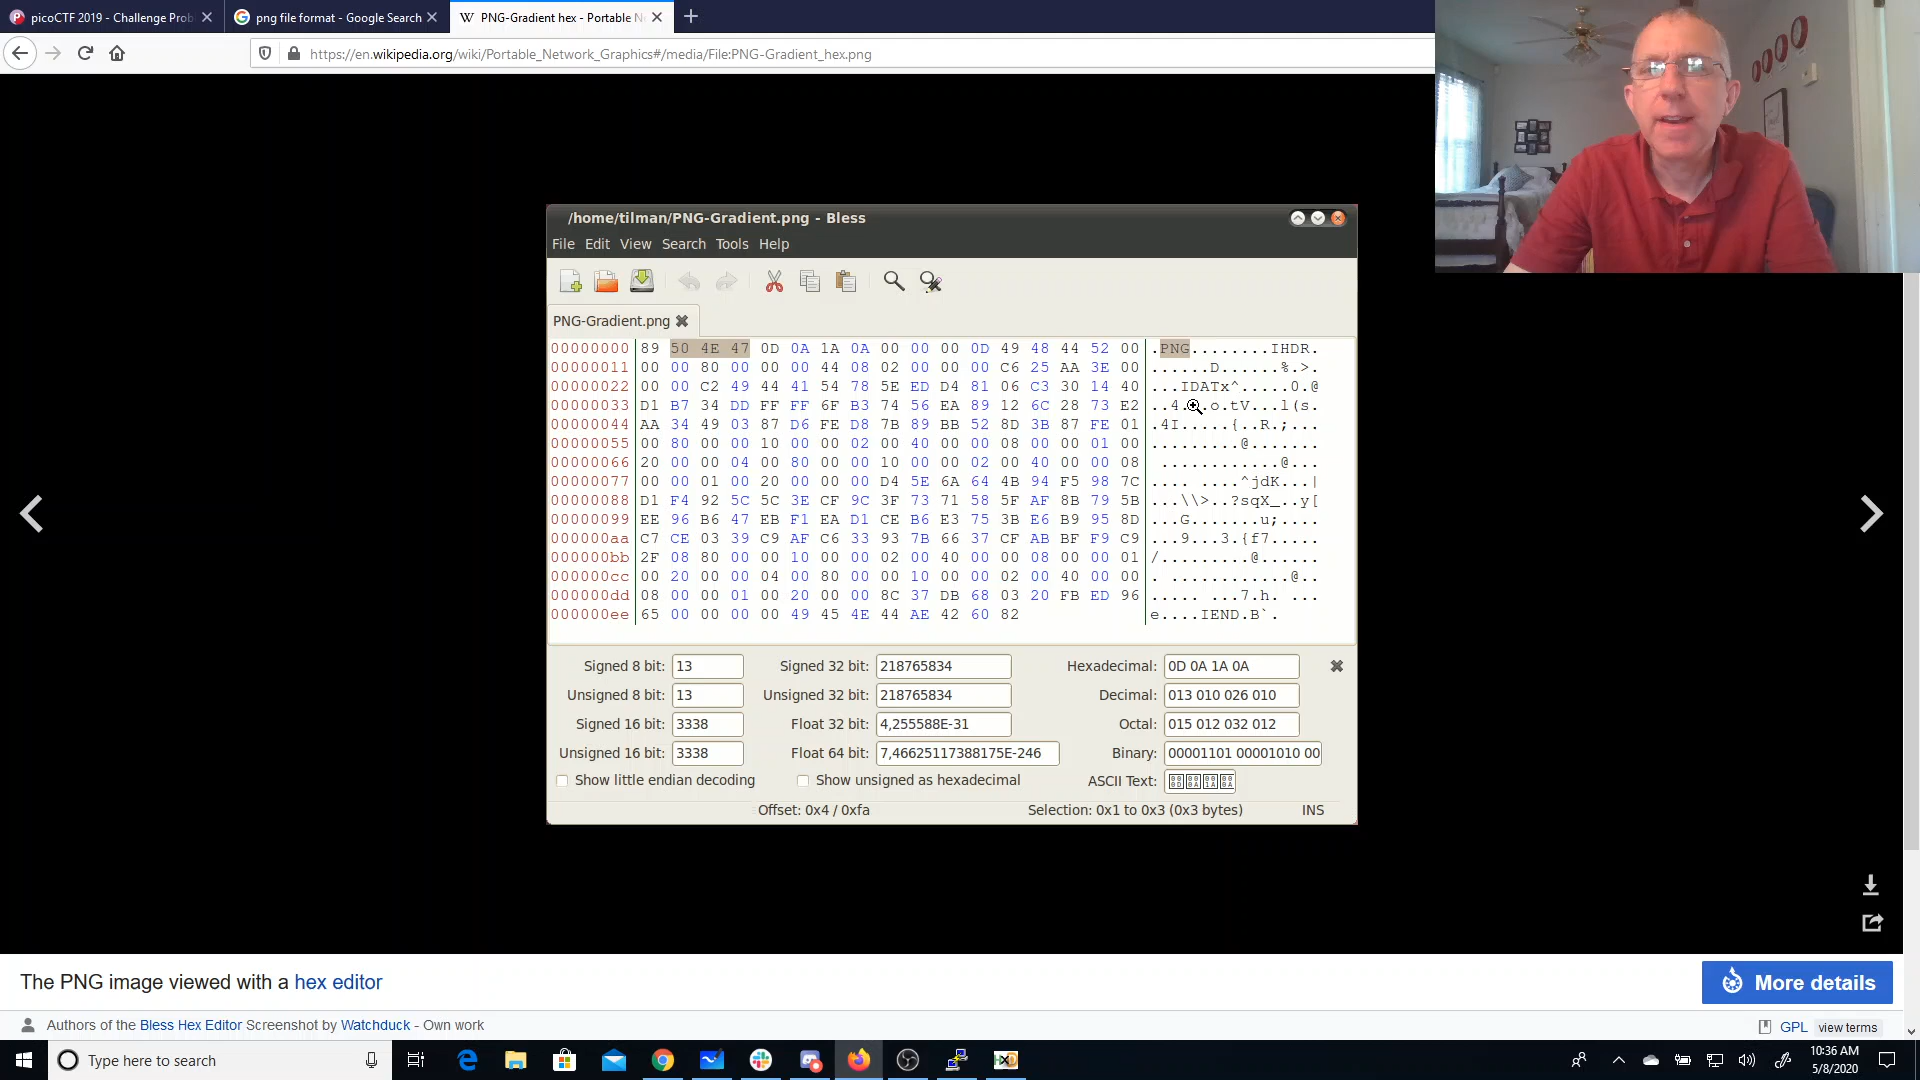 picoCTF 2019 - Challenge Prob
png file format - Google Search
W PNG-Gradient hex - Portable N
https://en.wikipedia.org/wiki/Portable_Network_Graphics#/media/File:PNG-Gradient_hex.png
/home/tilman/PNG-Gradient.png - Bless
File Edit View Search Tools Help
PNG-Gradient.png
00000000 89 50 4E 47 0D 0A 1A 0A 00 00 00 0D 49 48 44 52 00 .PNG........IHDR.
00000011 00 00 80 00 00 00 44 08 02 00 00 00 C6 25 AA 3E 00 ......D......%.>.
00000022 00 00 C2 49 44 41 54 78 5E ED D4 81 06 C3 30 14 40 ...IDATx^.....0.@
00000033 D1 B7 34 DD FF FF 6F B3 74 56 EA 89 12 6C 28 73 E2 ..4...o.tV...l(s.
00000044 AA 34 49 03 87 D6 FE D8 7B 89 BB 52 8D 3B 87 FE 01 .4I.....{..R.;...
00000055 00 80 00 00 10 00 00 02 00 40 00 00 08 00 00 01 00 .........@.......
00000066 20 00 00 04 00 80 00 00 10 00 00 02 00 40 00 00 08 ............@...
00000077 00 00 01 00 20 00 00 00 D4 5E 6A 64 4B 94 F5 98 7C .... ....^jdK...|
00000088 D1 F4 92 5C 5C 3E CF 9C 3F 73 71 58 5F AF 8B 79 5B ...\\>..?sqX_..y[
00000099 EE 96 B6 47 EB F1 EA D1 CE B6 E3 75 3B E6 B9 95 8D ...G.......u;....
000000aa C7 CE 03 39 C9 AF C6 33 93 7B 66 37 CF AB BF F9 C9 ...9...3.{f7.....
000000bb 2F 08 80 00 00 10 00 00 02 00 40 00 00 08 00 00 01 /.........@......
000000cc 00 20 00 00 04 00 80 00 00 10 00 00 02 00 40 00 00 . ............@..
000000dd 08 00 00 01 00 20 00 00 8C 37 DB 68 03 20 FB ED 96 ..... ...7.h. ...
000000ee 65 00 00 00 00 49 45 4E 44 AE 42 60 82 e....IEND.B`.
Signed 8 bit: 13 Signed 32 bit: 218765834 Hexadecimal: 0D 0A 1A 0A
Unsigned 8 bit: 13 Unsigned 32 bit: 218765834 Decimal: 013 010 026 010
Signed 16 bit: 3338 Float 32 bit: 4,255588E-31 Octal: 015 012 032 012
Unsigned 16 bit: 3338 Float 64 bit: 7,46625117388175E-246 Binary: 00001101 00001010 00
Show little endian decoding Show unsigned as hexadecimal ASCII Text:
Offset: 0x4 / 0xfa Selection: 0x1 to 0x3 (0x3 bytes) INS
The PNG image viewed with a hex editor
More details
Authors of the Bless Hex Editor Screenshot by Watchduck - Own work
GPL view terms
Type here to search
10:36 AM
5/8/2020